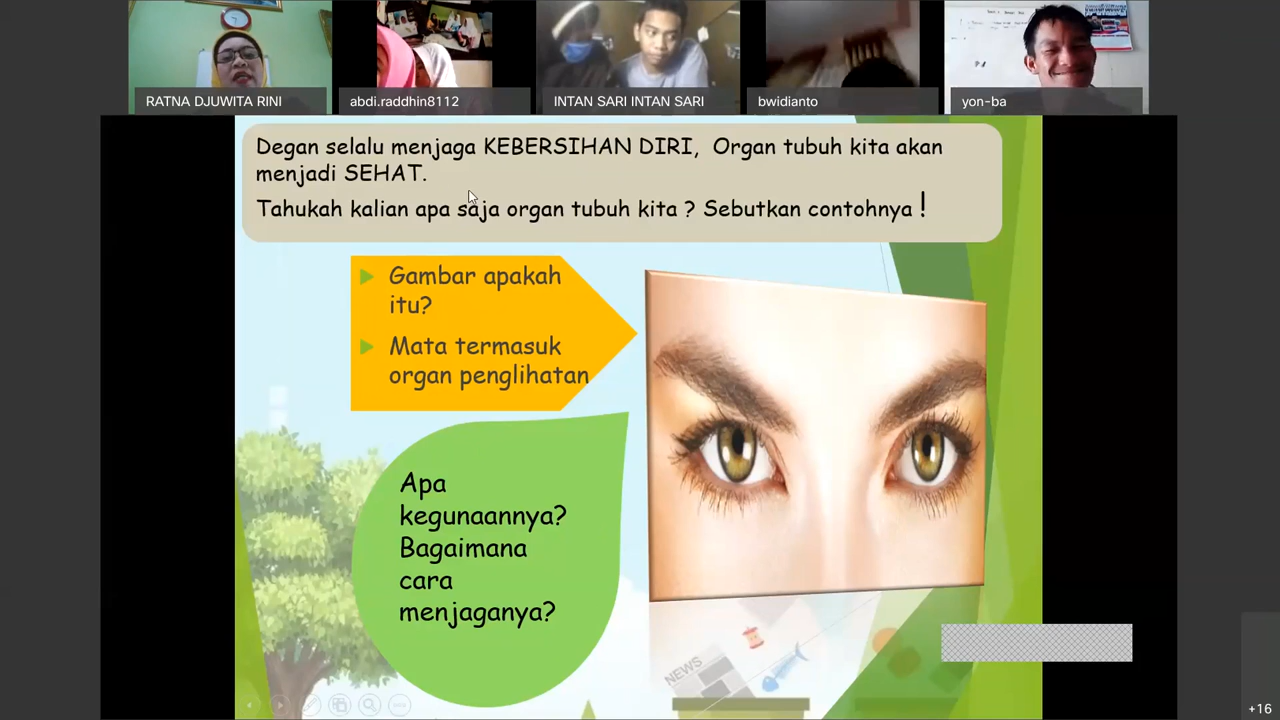 RATNA DJUWITA RINI
abdi.raddhin8112
INTAN SARI INTAN SARI
bwidianto
yon-ba
Degan selalu menjaga KEBERSIHAN DIRI, Organ tubuh kita akan
menjadi SEHAT.
Tahukah kalian apa saja organ tubuh kita ? Sebutkan contohnya !
Gambar apakah
itu?
Mata termasuk
organ penglihatan
Apa
kegunaannya?
Bagaimana
cara
menjaganya?
NEWS
+16